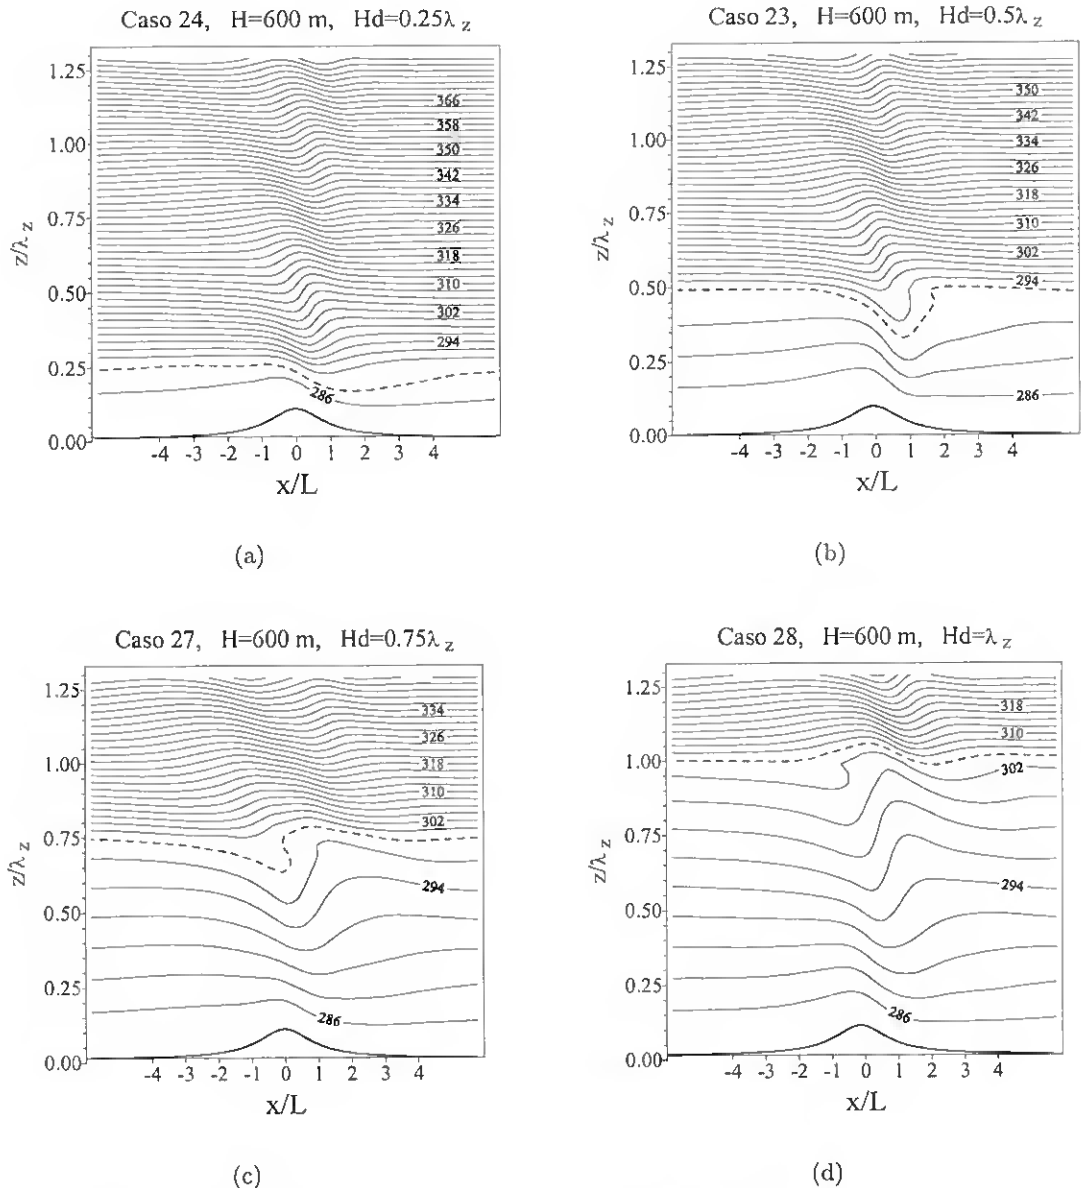 Caso 24, H=600 m, Hd=0.25λ z
z/λ z
1.25
1.00
0.75
0.50
0.25
0.00
366
358
350
342
334
326
318
310
302
294
286
-4 -3 -2 -1 0 1 2 3 4
x/L
(a)
Caso 23, H=600 m, Hd=0.5λ z
z/λ z
1.25
1.00
0.75
0.50
0.25
0.00
350
342
334
326
318
310
302
294
286
-4 -3 -2 -1 0 1 2 3 4
x/L
(b)
Caso 27, H=600 m, Hd=0.75λ z
z/λ z
1.25
1.00
0.75
0.50
0.25
0.00
334
326
318
310
302
294
286
-4 -3 -2 -1 0 1 2 3 4
x/L
(c)
Caso 28, H=600 m, Hd=λ z
z/λ z
1.25
1.00
0.75
0.50
0.25
0.00
318
310
302
294
286
-4 -3 -2 -1 0 1 2 3 4
x/L
(d)